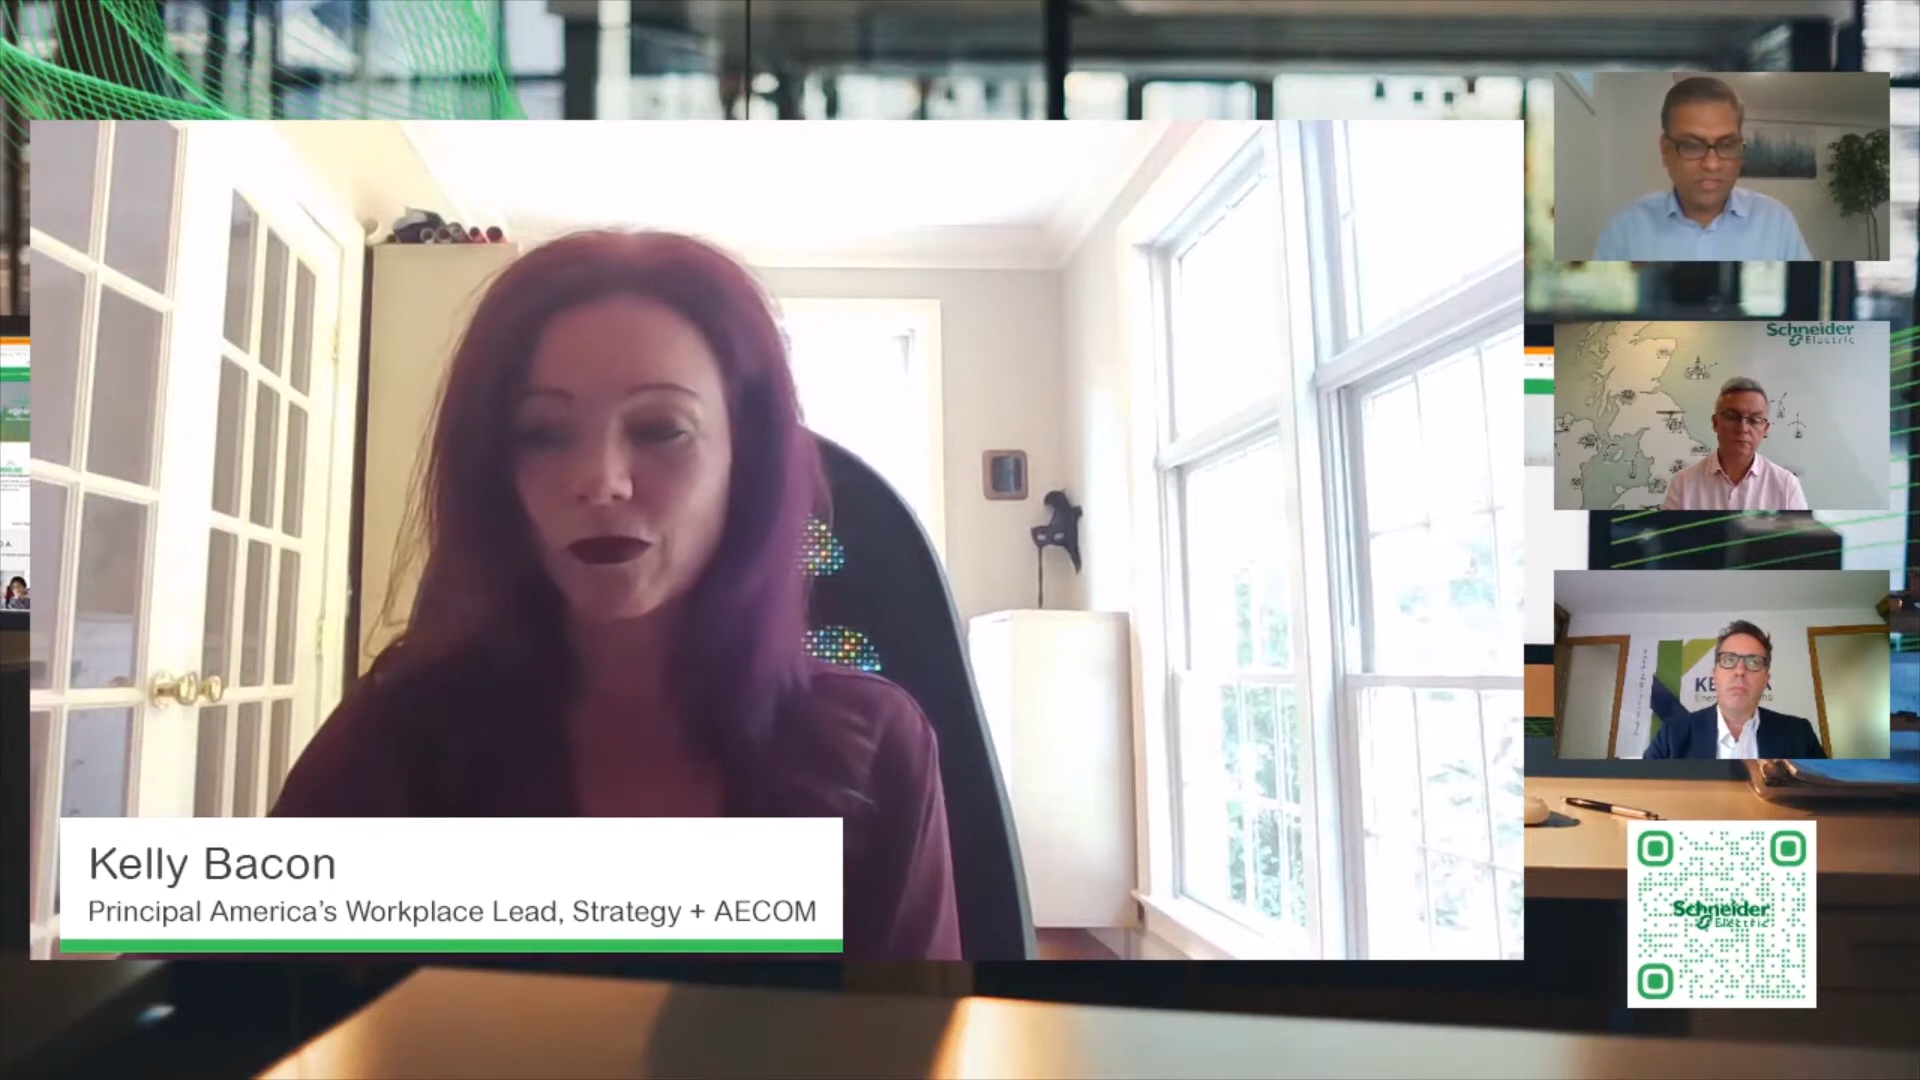 Schneider
Electric
Kelly Bacon
Principal America's Workplace Lead, Strategy + AECOM
Schneider
Electric